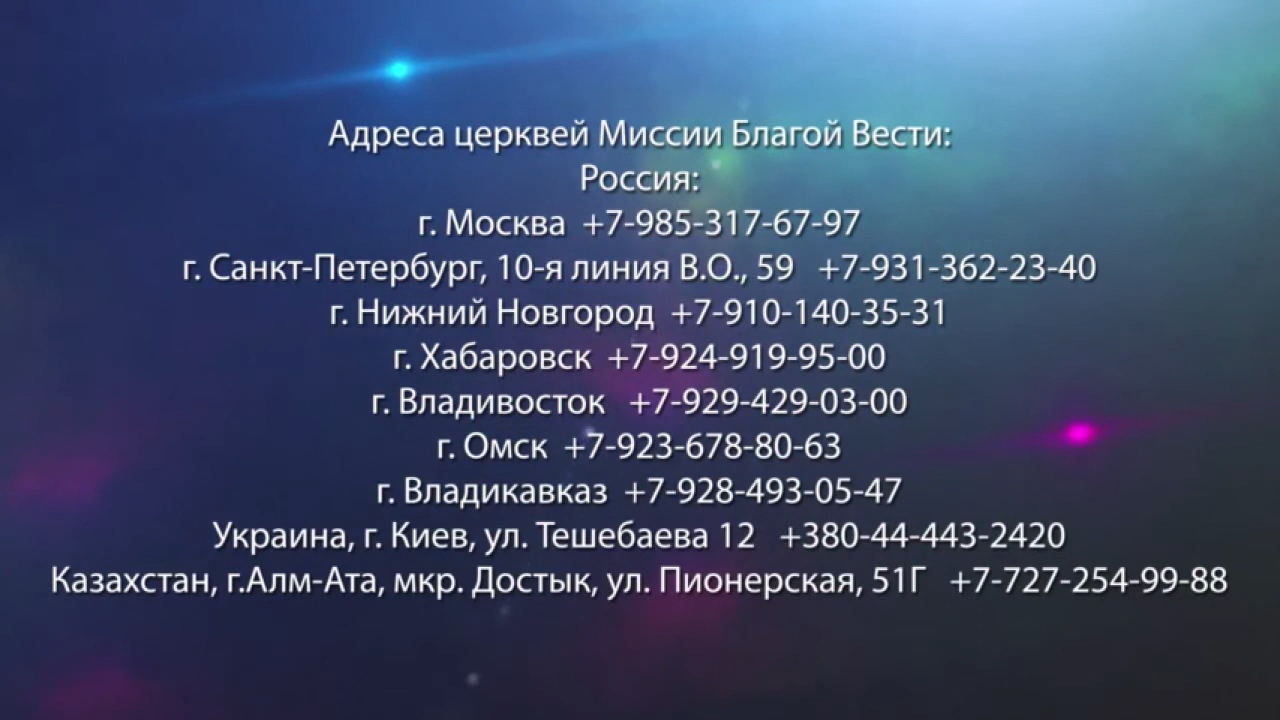 Адреса церквей Миссии Благой Вести:
Россия:
г. Москва +7-985-317-67-97
г. Санкт-Петербург, 10-я линия В.О., 59 +7-931-362-23-40
г. Нижний Новгород +7-910-140-35-31
г. Хабаровск +7-924-919-95-00
г. Владивосток +7-929-429-03-00
г. Омск +7-923-678-80-63
г. Владикавказ +7-928-493-05-47
Украина, г. Киев, ул. Тешебаева 12 +380-44-443-2420
Казахстан, г.Алм-Ата, мкр. Достык, ул. Пионерская, 51Г +7-727-254-99-88